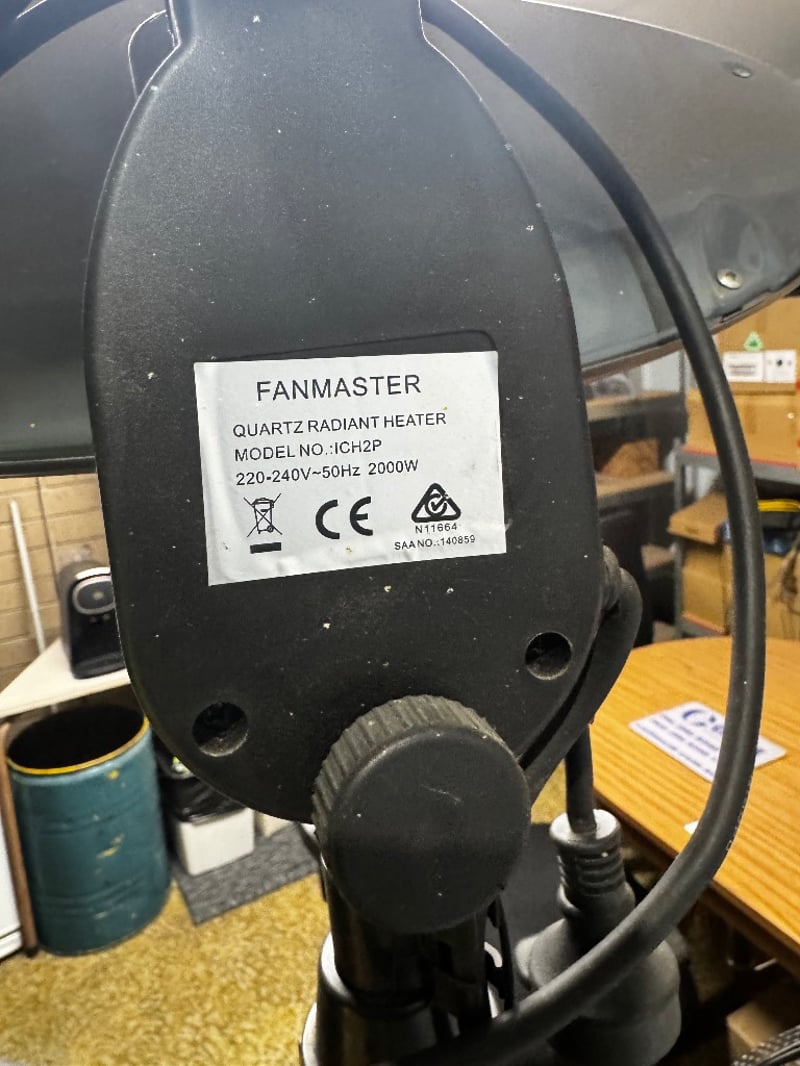 FANMASTER
QUARTZ RADIANT HEATER
MODEL NO.:ICH2P
220-240V~50Hz 2000W
CE
N11664
SAA NO.:140859